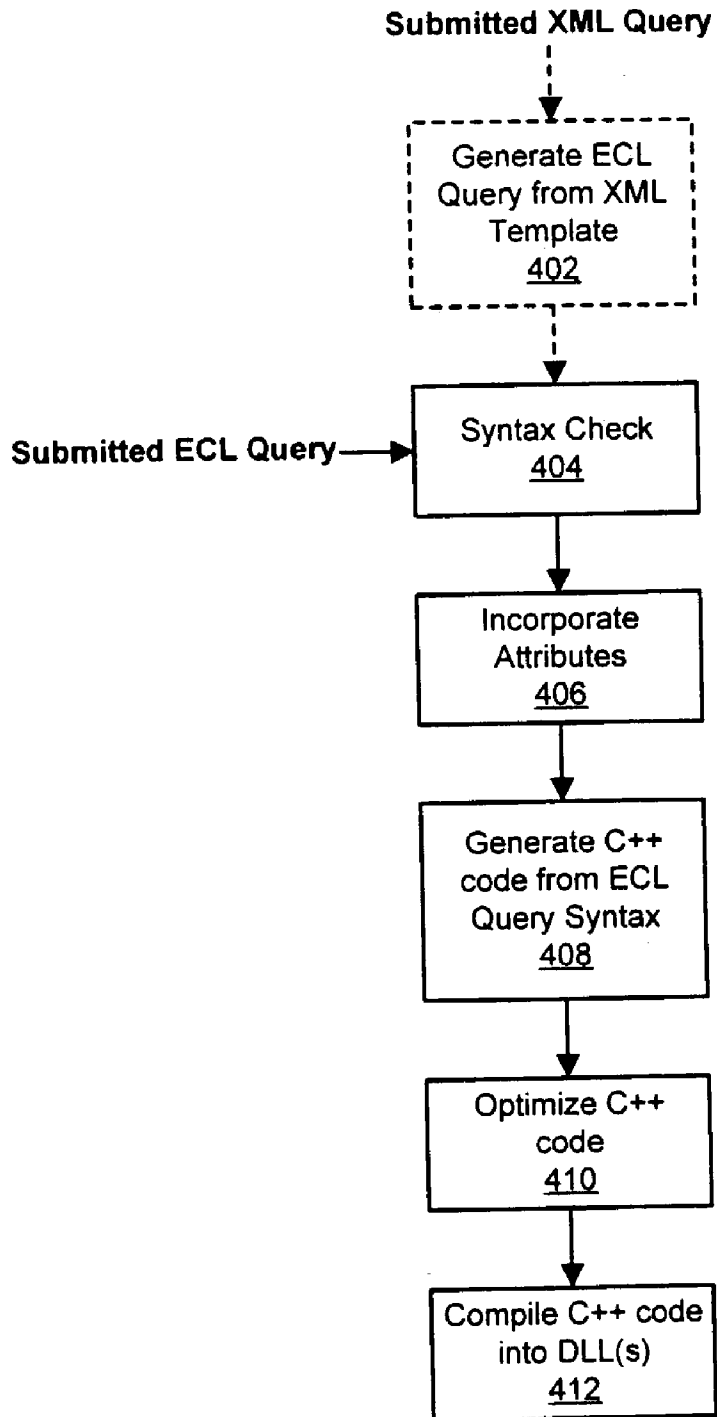 Submitted XML Query
Generate ECL
Query from XML
Template
402
Submitted ECL Query
Syntax Check
404
Incorporate
Attributes
406
Generate C++
code from ECL
Query Syntax
408
Optimize C++
code
410
Compile C++ code
into DLL(s)
412